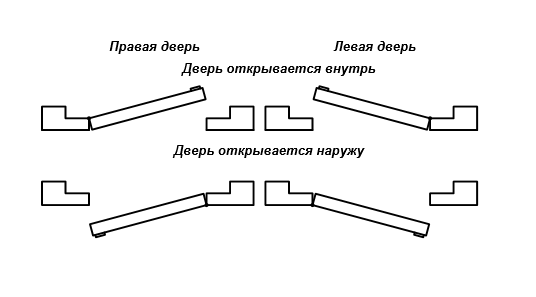 Правая дверь
Левая дверь
Дверь открывается внутрь
Дверь открывается наружу